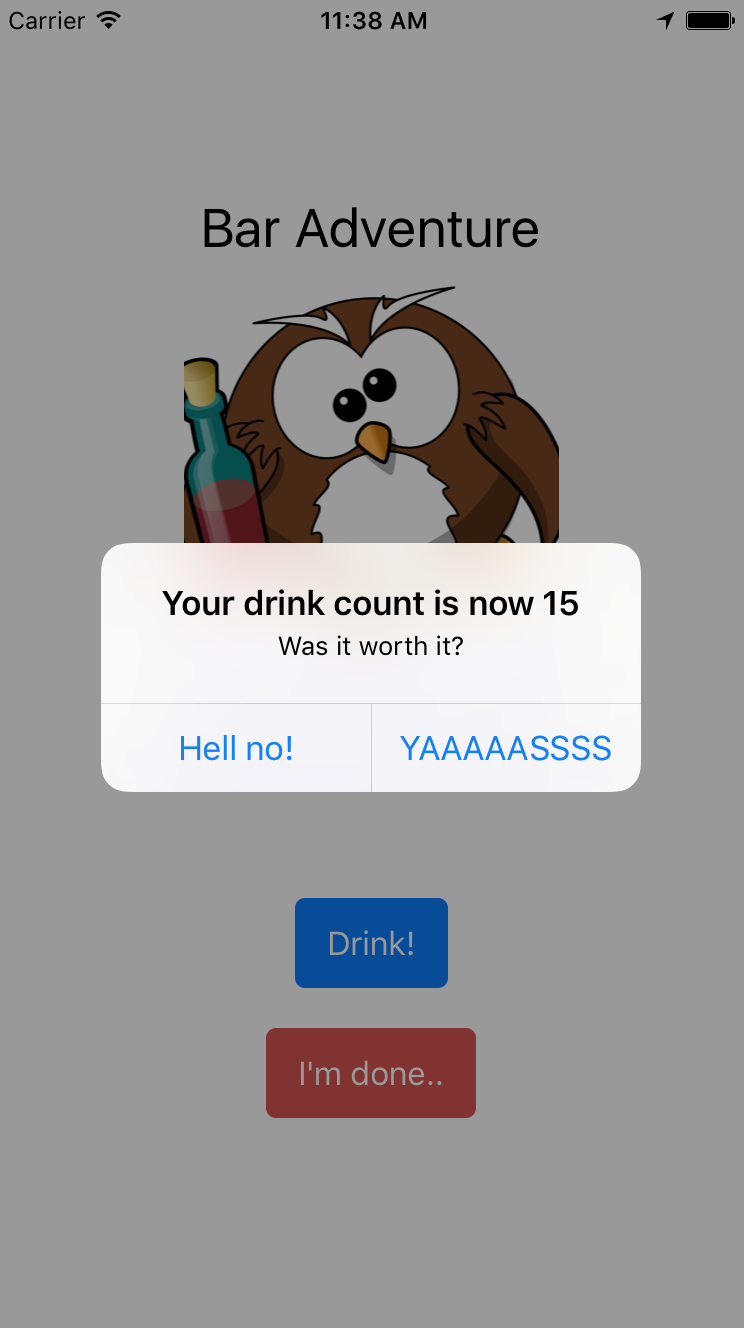 Carrier
11:38 AM
Bar Adventure
Your drink count is now 15
Was it worth it?
Hell no!
YAAAAASSSS
Drink!
I'm done..